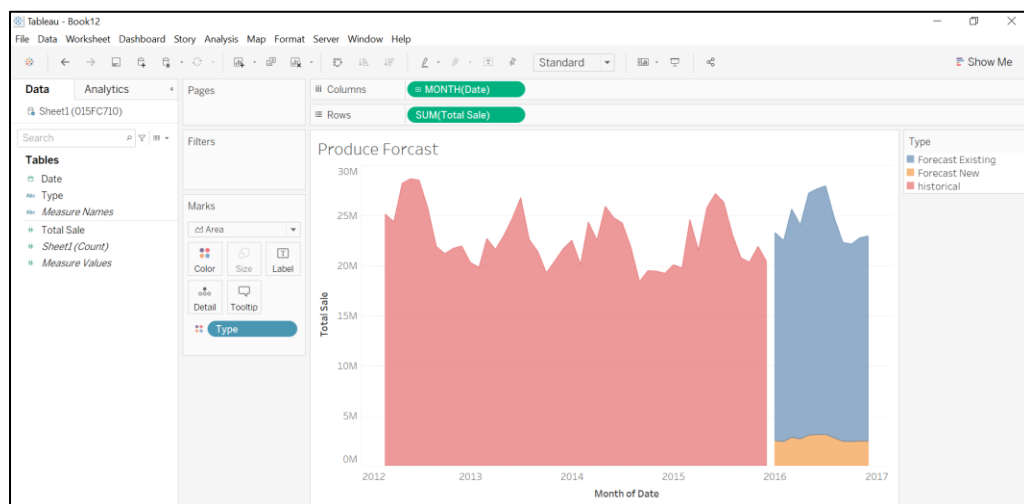 Tableau - Book12
File Data Worksheet Dashboard Story Analysis Map Format Server Window Help
Standard
Show Me
Data Analytics
Sheet1 (015FC710)
Search
Tables
Date
Abc Type
Abc Measure Names
# Total Sale
# Sheet1 (Count)
# Measure Values
Pages
Filters
Marks
Area
Color Size Label
Detail Tooltip
Type
Columns MONTH(Date)
Rows SUM(Total Sale)
Produce Forcast
30M
25M
20M
15M
10M
5M
0M
Total Sale
2012 2013 2014 2015 2016 2017
Month of Date
Type
Forecast Existing
Forecast New
historical